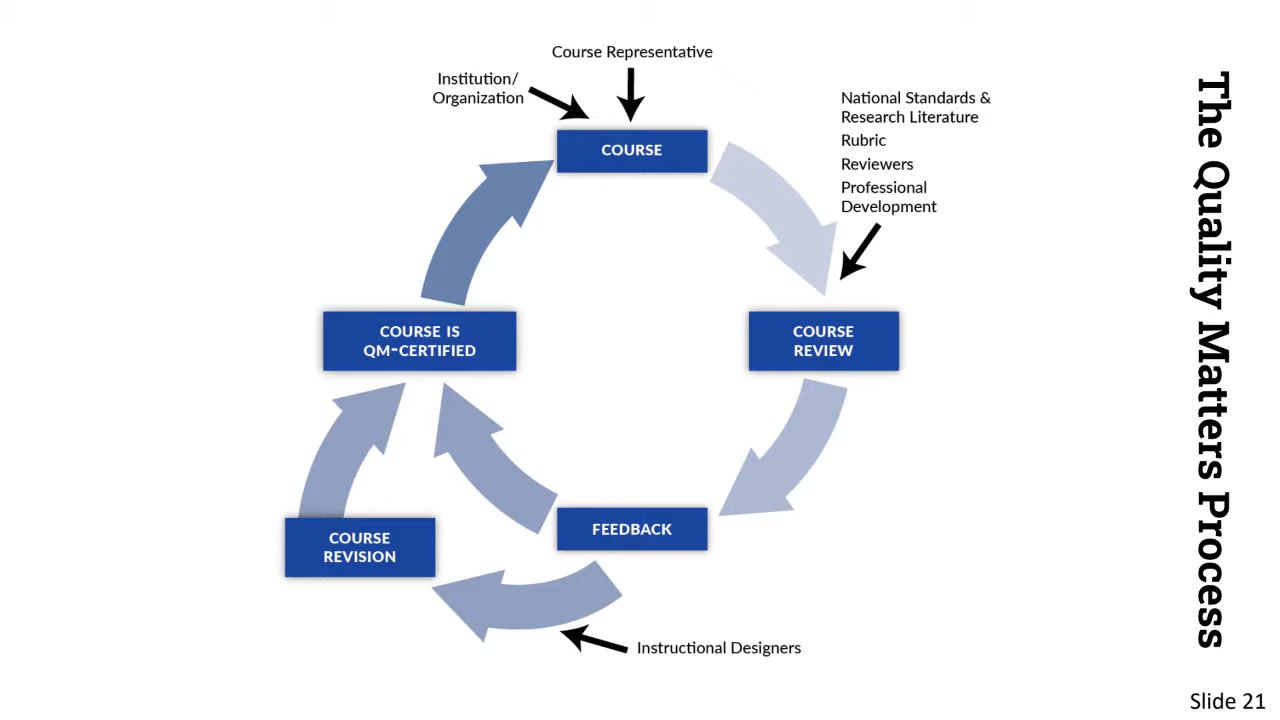 The Quality Matters Process
Course Representative
Institution/
Organization
National Standards &
Research Literature
Rubric
Reviewers
Professional
Development
COURSE
COURSE
REVIEW
FEEDBACK
COURSE
REVISION
COURSE IS
QM-CERTIFIED
Instructional Designers
Slide 21